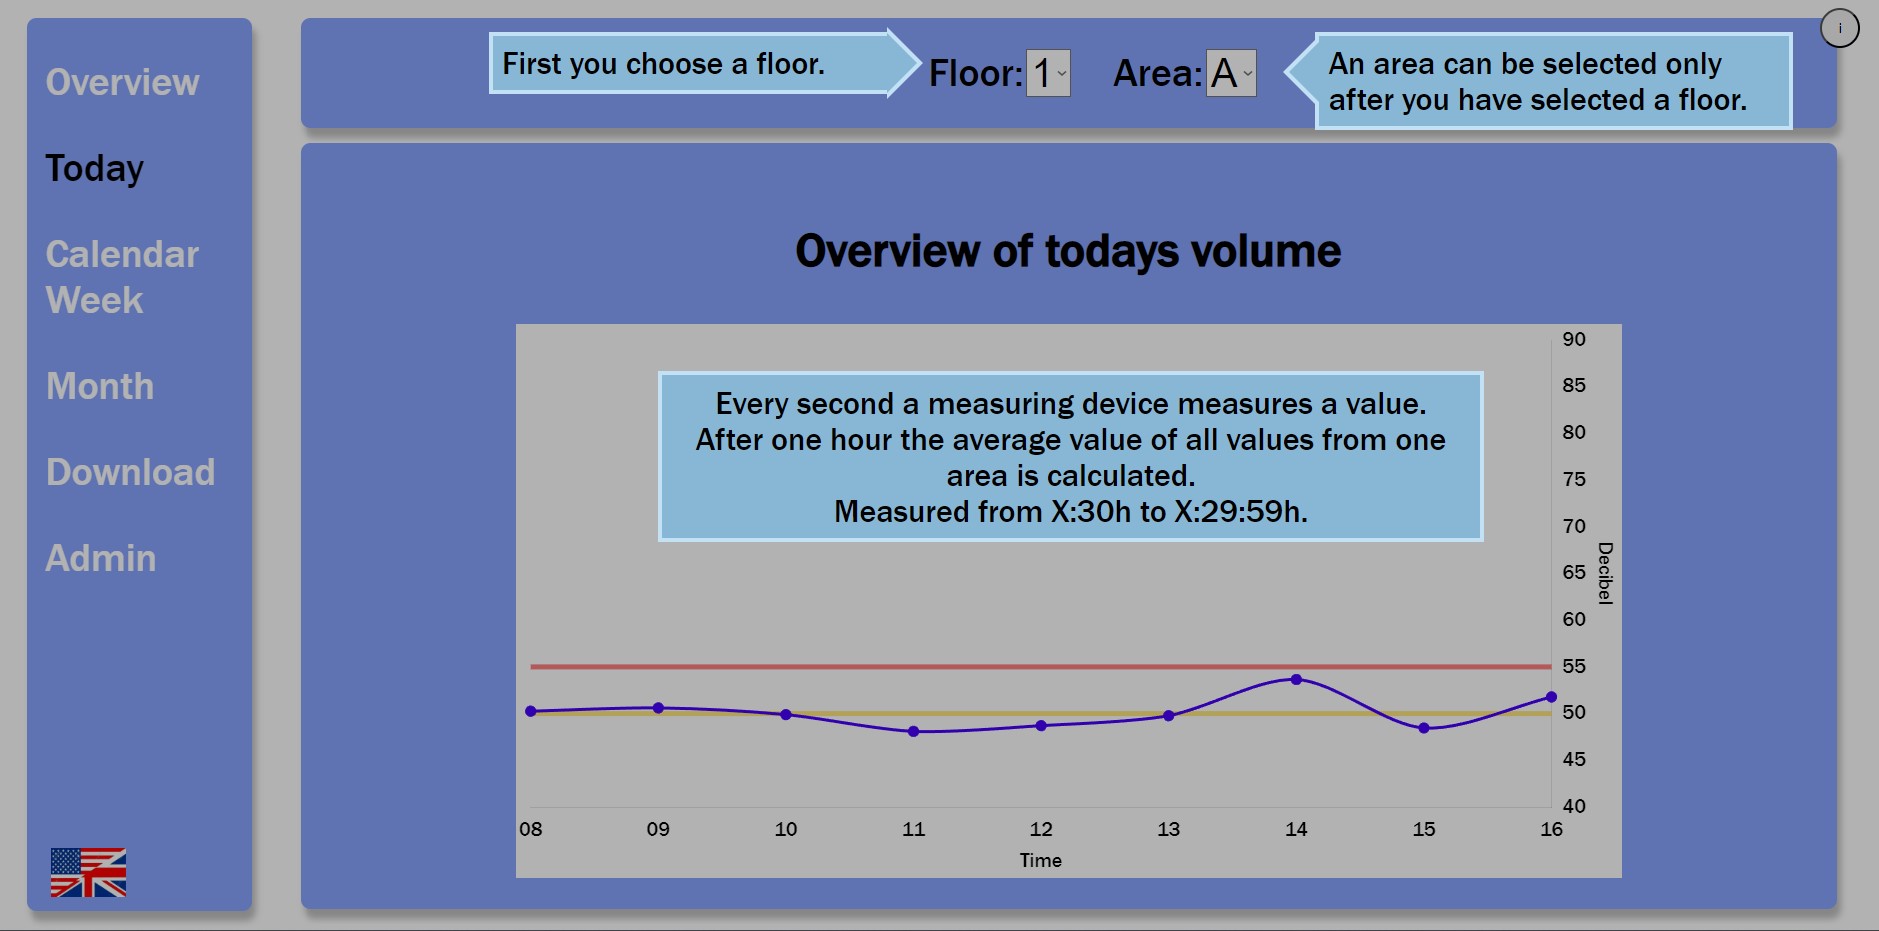 Overview
Today
Calendar
Week
Month
Download
Admin
First you choose a floor.
Floor: 1
Area: A
An area can be selected only
after you have selected a floor.
i
Overview of todays volume
Every second a measuring device measures a value.
After one hour the average value of all values from one
area is calculated.
Measured from X:30h to X:29:59h.
90
85
80
75
70
65
60
55
50
45
40
Decibel
08 09 10 11 12 13 14 15 16
Time